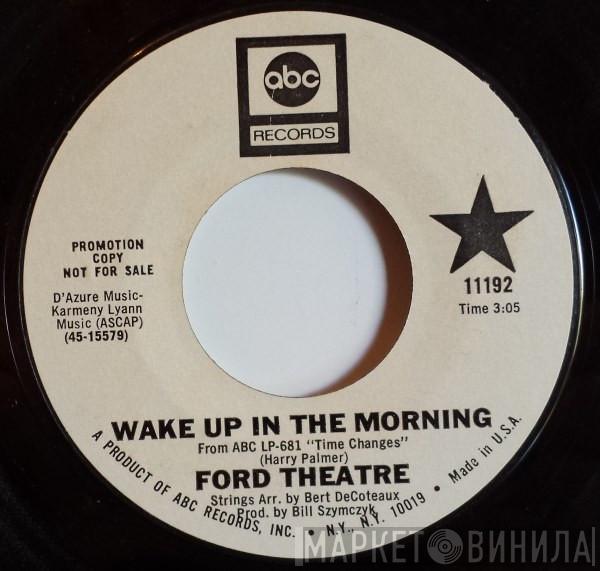 abc
RECORDS
PROMOTION
COPY
NOT FOR SALE
D'Azure Music-
Karmeny Lyann
Music (ASCAP)
(45-15579)
11192
Time 3:05
WAKE UP IN THE MORNING
From ABC LP-681 "Time Changes"
(Harry Palmer)
FORD THEATRE
Strings Arr. by Bert DeCoteaux
Prod. by Bill Szymczyk
A PRODUCT OF ABC RECORDS, INC. • N.Y., N.Y. 10019 • Made in U.S.A.
МАРКЕТ ВИНИЛА